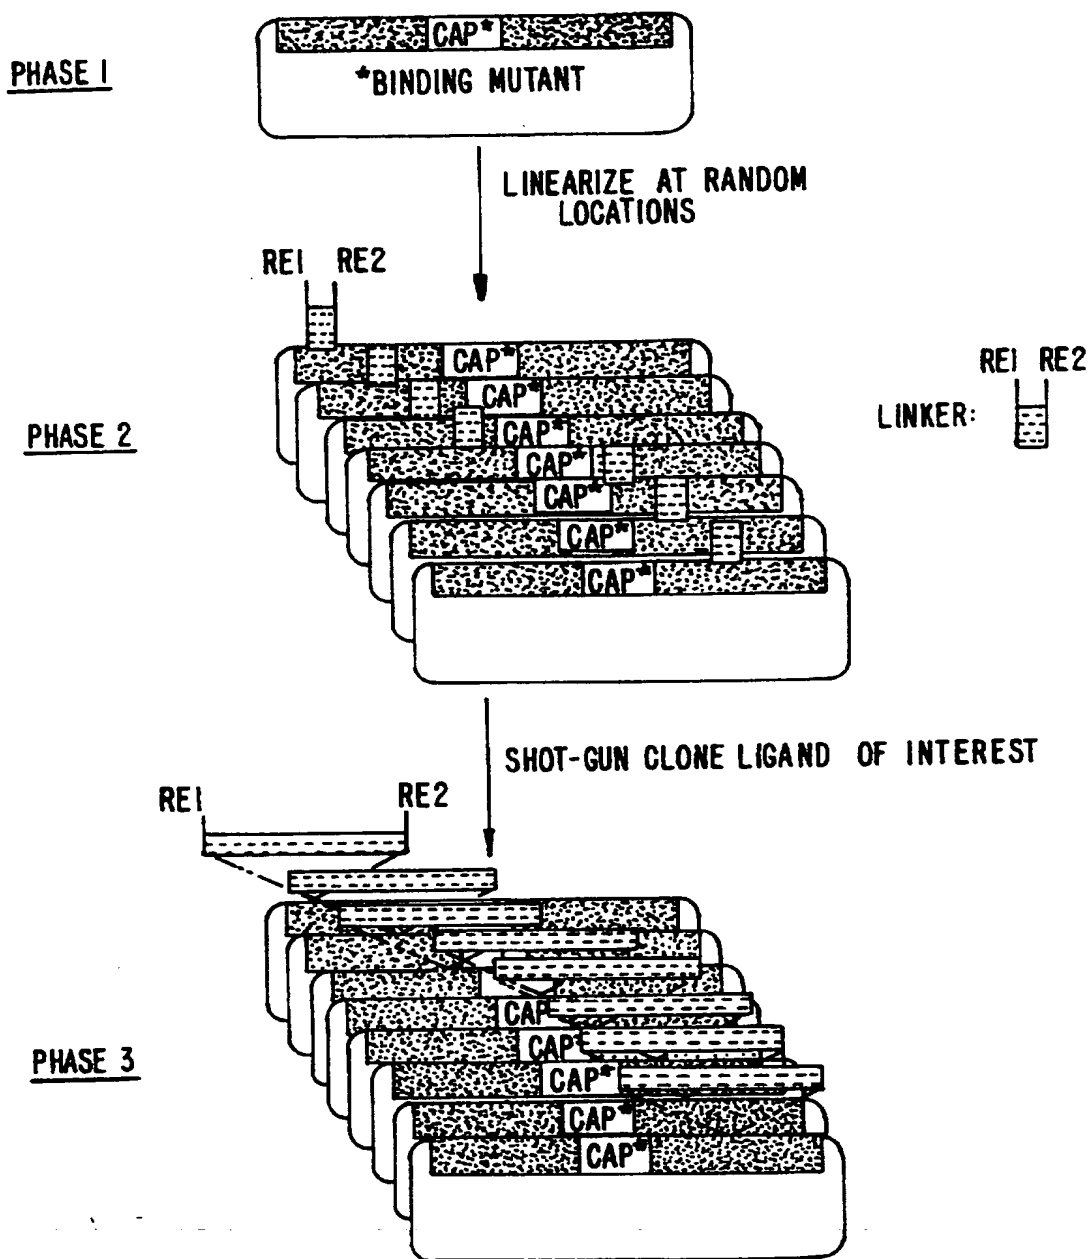 CAP*
PHASE 1
*BINDING MUTANT
LINEARIZE AT RANDOM
LOCATIONS
RE1 RE2
CAP*
CAP*
CAP*
CAP*
CAP*
CAP*
CAP*
PHASE 2
RE1 RE2
LINKER:
SHOT-GUN CLONE LIGAND OF INTEREST
RE1 RE2
CAP
CAP*
CAP*
CAP*
CAP*
PHASE 3